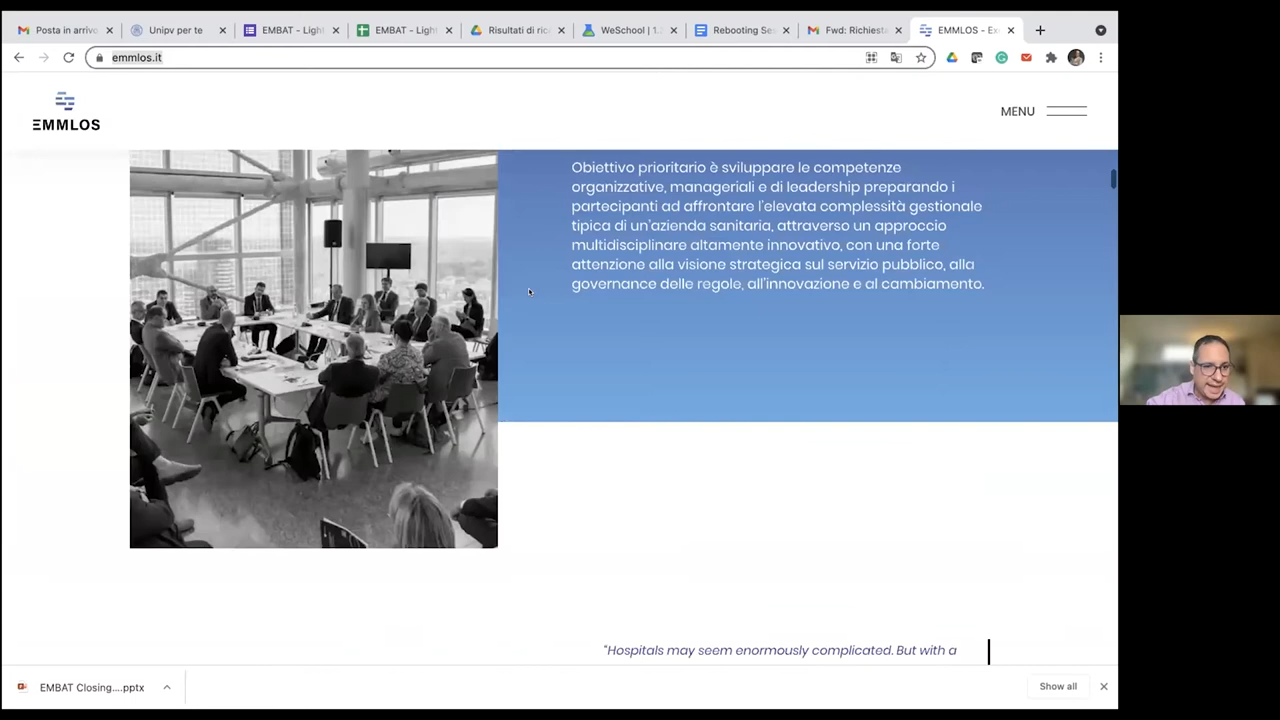 Posta in arrivo
Unipv per te
EMBAT - Ligh
EMBAT - Ligh
Risultati di ric
WeSchool | 1.
Rebooting Ses
Fwd: Richiesta
EMMLOS - Ex
emmlos.it
EMMLOS
MENU
Obiettivo prioritario è sviluppare le competenze
organizzative, manageriali e di leadership preparando i
partecipanti ad affrontare l'elevata complessità gestionale
tipica di un'azienda sanitaria, attraverso un approccio
multidisciplinare altamente innovativo, con una forte
attenzione alla visione strategica sul servizio pubblico, alla
governance delle regole, all'innovazione e al cambiamento.
"Hospitals may seem enormously complicated. But with a
EMBAT Closing....pptx
Show all